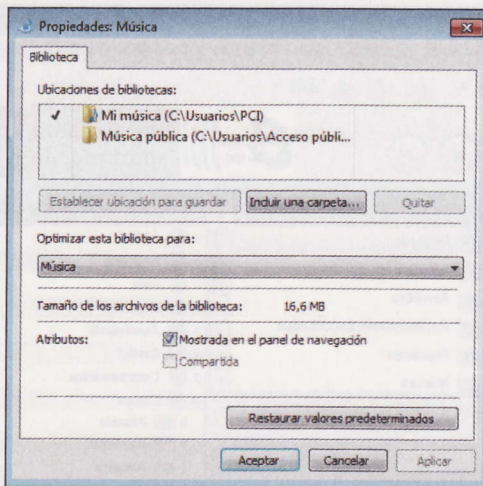 Propiedades: Música
Biblioteca
Ubicaciones de bibliotecas:
Mi música (C:\Usuarios\PCI)
Música pública (C:\Usuarios\Acceso públi...
Establecer ubicación para guardar
Incluir una carpeta...
Quitar
Optimizar esta biblioteca para:
Música
Tamaño de los archivos de la biblioteca: 16,6 MB
Atributos: Mostrada en el panel de navegación
Compartida
Restaurar valores predeterminados
Aceptar Cancelar Aplicar